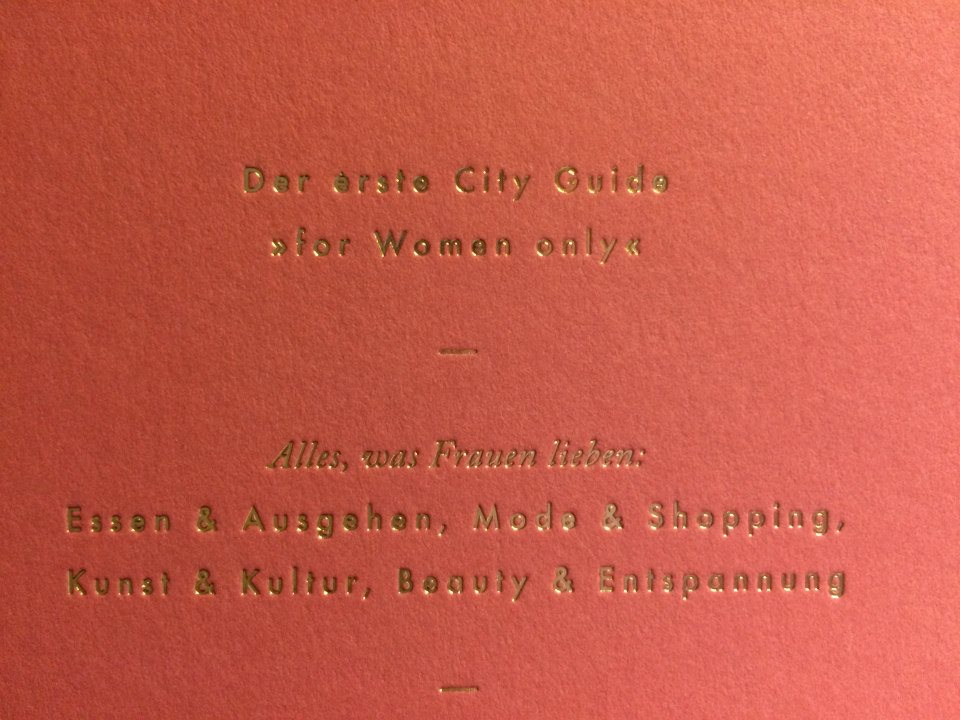 Der erste City Guide
»for Women only«
—
Alles, was Frauen lieben:
Essen & Ausgehen, Mode & Shopping,
Kunst & Kultur, Beauty & Entspannung
—